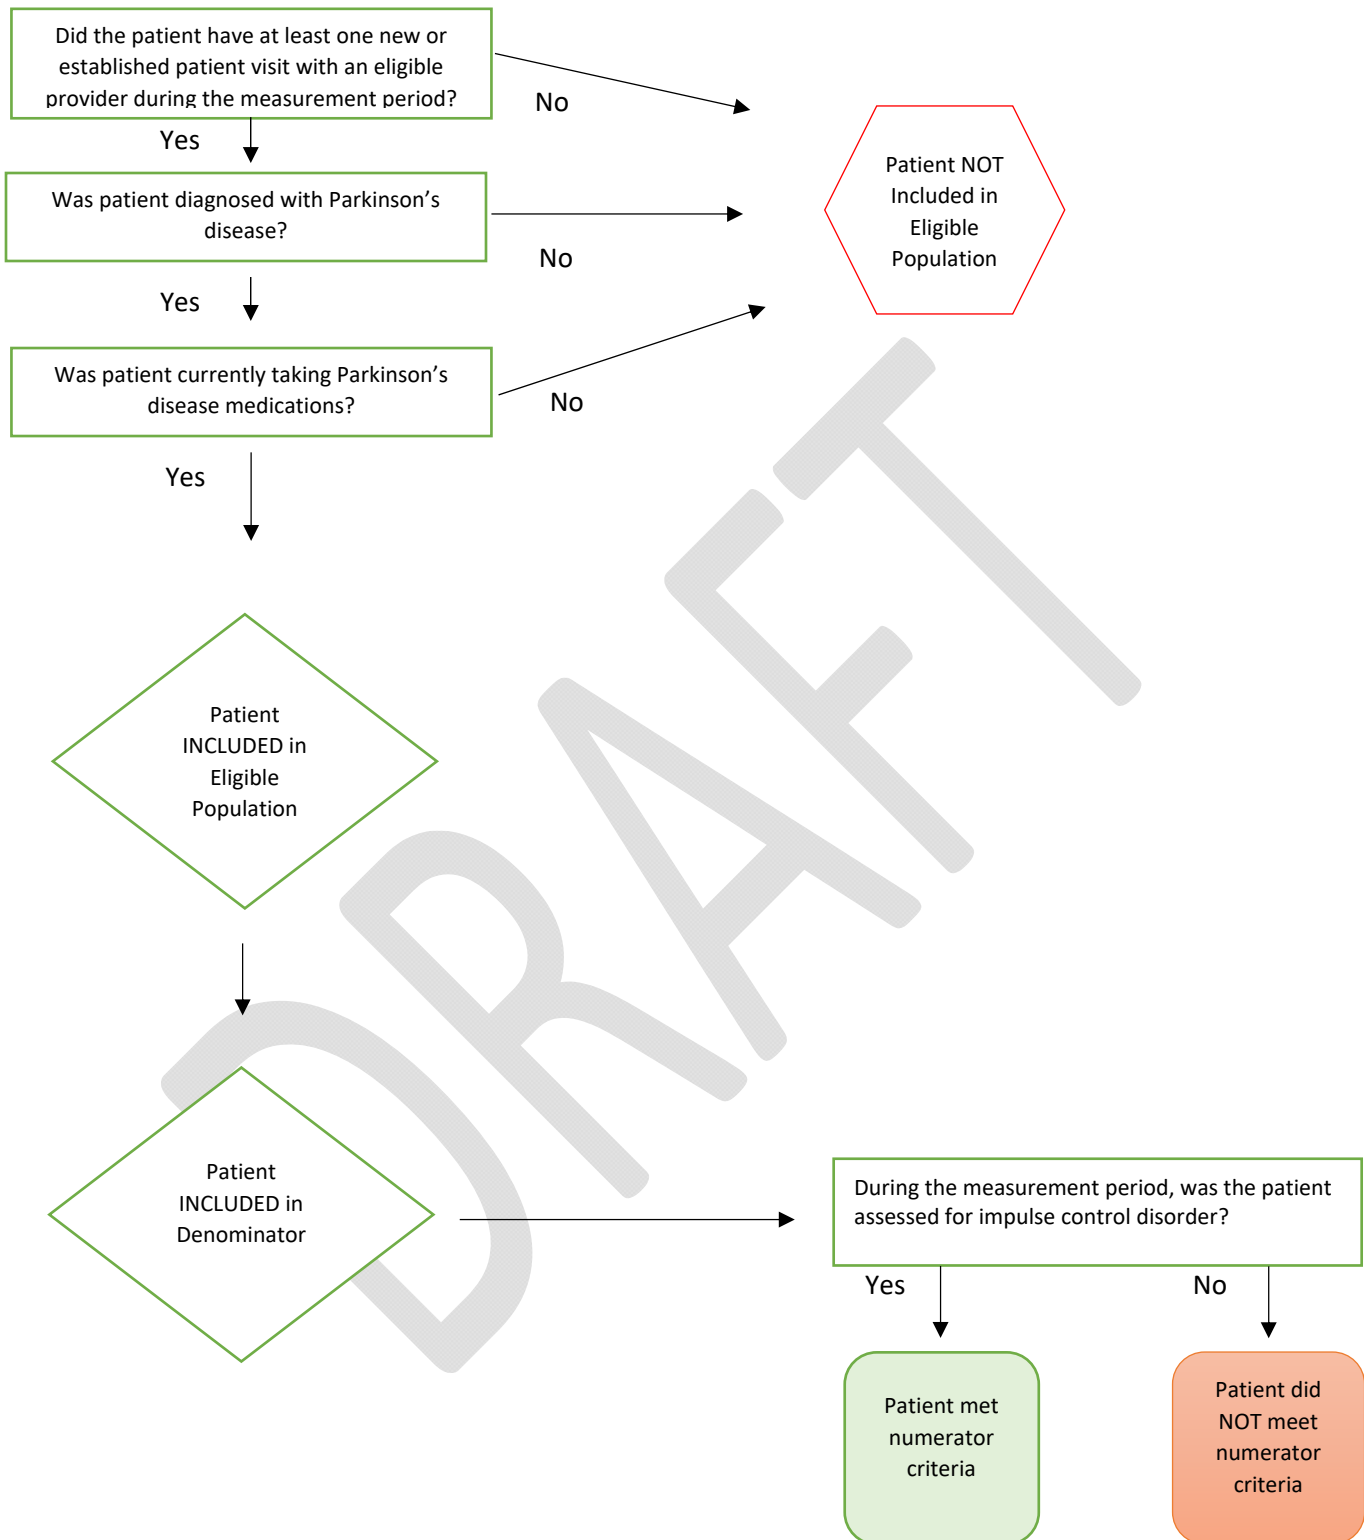 Did the patient have at least one new or
established patient visit with an eligible
provider during the measurement period?
No
Yes
Patient NOT
Included in
Eligible
Population
Was patient diagnosed with Parkinson’s
disease?
No
Yes
Was patient currently taking Parkinson’s
disease medications?
No
Yes
Patient
INCLUDED in
Eligible
Population
DRAFT
Patient
INCLUDED in
Denominator
During the measurement period, was the patient
assessed for impulse control disorder?
Yes
No
Patient met
numerator
criteria
Patient did
NOT meet
numerator
criteria